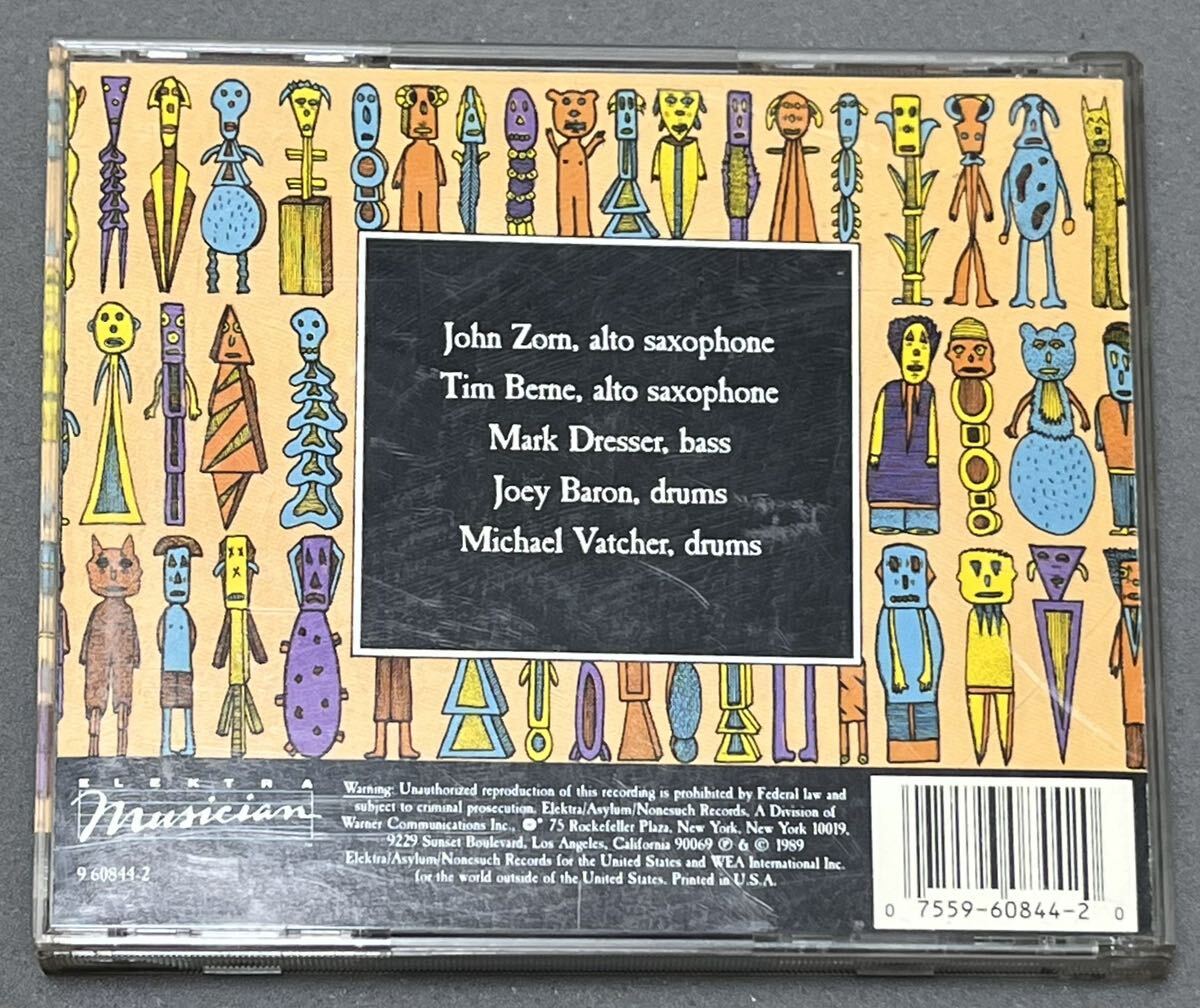 John Zorn, alto saxophone
Tim Berne, alto saxophone
Mark Dresser, bass
Joey Baron, drums
Michael Vatcher, drums
ELEKTRA
Musician
9 60844-2
Warning: Unauthorized reproduction of this recording is prohibited by Federal law and
subject to criminal prosecution. Elektra/Asylum/Nonesuch Records, A Division of
Warner Communications Inc., 75 Rockefeller Plaza, New York, New York 10019.
9229 Sunset Boulevard, Los Angeles, California 90069 ℗ & © 1989
Elektra/Asylum/Nonesuch Records for the United States and WEA International Inc.
for the world outside of the United States. Printed in U.S.A.
0 7559-60844-2 0